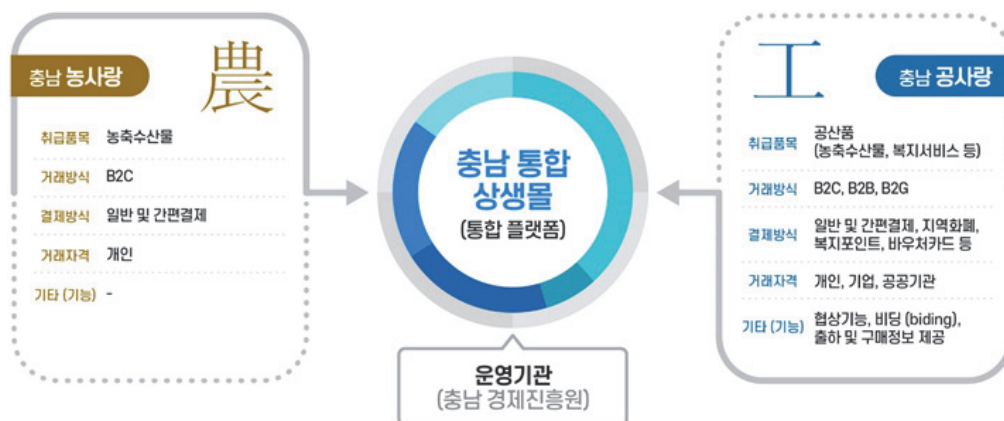 충남 농사랑
農
취급품목 농축수산물
거래방식 B2C
결제방식 일반 및 간편결제
거래자격 개인
기타 (기능) -
충남 통합
상생몰
(통합 플랫폼)
운영기관
(충남 경제진흥원)
工
충남 공사랑
취급품목 공산품
(농축수산물, 복지서비스 등)
거래방식 B2C, B2B, B2G
결제방식 일반 및 간편결제, 지역화폐,
복지포인트, 바우처카드 등
거래자격 개인, 기업, 공공기관
기타 (기능) 협상기능, 비딩 (biding),
출하 및 구매정보 제공